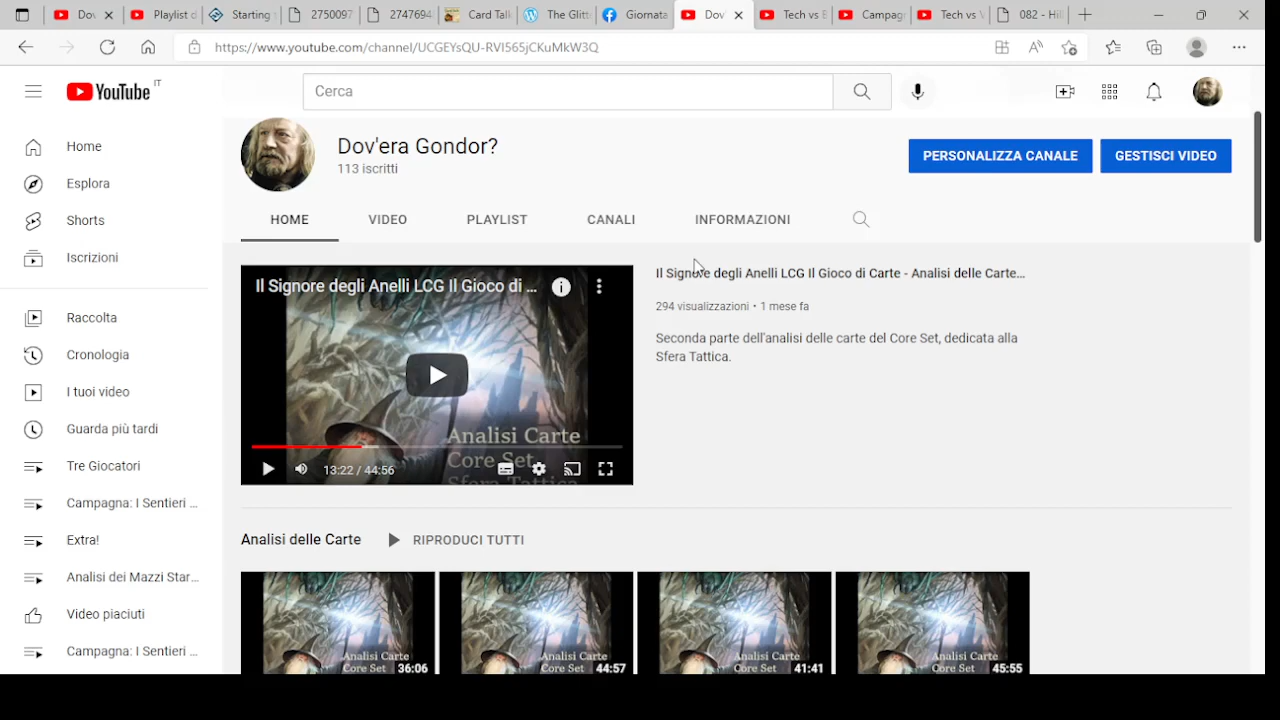 Dov
Playlist d
Starting
2750097
2747694
Card Talk
The Glitt
Giornata
Dov
Tech vs E
Campag
Tech vs V
082 - Hil
https://www.youtube.com/channel/UCGEYsQU-RVI565jCKuMkW3Q
YouTube IT
Cerca
Home
Esplora
Shorts
Iscrizioni
Raccolta
Cronologia
I tuoi video
Guarda più tardi
Tre Giocatori
Campagna: I Sentieri ...
Extra!
Analisi dei Mazzi Star...
Video piaciuti
Campagna: I Sentieri ...
Dov'era Gondor?
113 iscritti
PERSONALIZZA CANALE
GESTISCI VIDEO
HOME
VIDEO
PLAYLIST
CANALI
INFORMAZIONI
Il Signore degli Anelli LCG Il Gioco di ...
Analisi Carte
Core Set
Sfera Tattica
13:22 / 44:56
Il Signore degli Anelli LCG Il Gioco di Carte - Analisi delle Carte...
294 visualizzazioni • 1 mese fa
Seconda parte dell'analisi delle carte del Core Set, dedicata alla
Sfera Tattica.
Analisi delle Carte
RIPRODUCI TUTTI
Analisi Carte
Core Set
36:06
Analisi Carte
Core Set
44:57
Analisi Carte
Core Set
41:41
Analisi Carte
Core Set
45:55